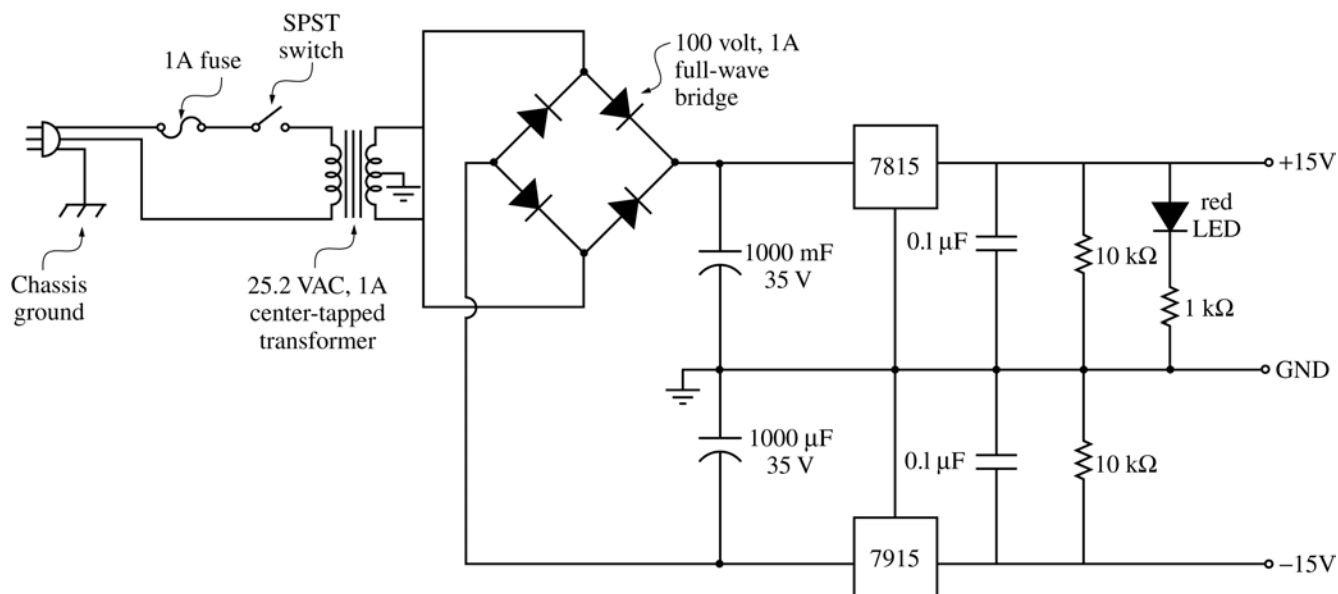 SPST
switch
1A fuse
100 volt, 1A
full-wave
bridge
7815
+15V
red
LED
0.1 µF
10 kΩ
1000 mF
35 V
1 kΩ
Chassis
ground
25.2 VAC, 1A
center-tapped
transformer
GND
1000 µF
35 V
0.1 µF
10 kΩ
7915
−15V